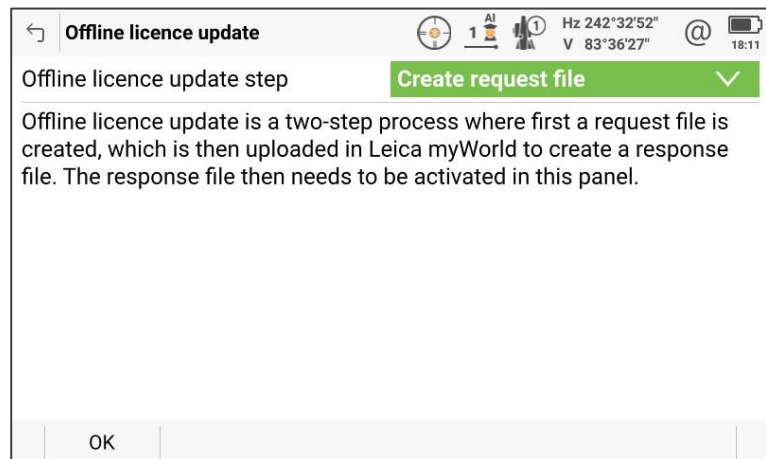 Offline licence update
1
AI
1
Hz 242°32'52"
V 83°36'27"
@
18:11
Offline licence update step
Create request file
Offline licence update is a two-step process where first a request file is
created, which is then uploaded in Leica myWorld to create a response
file. The response file then needs to be activated in this panel.
OK